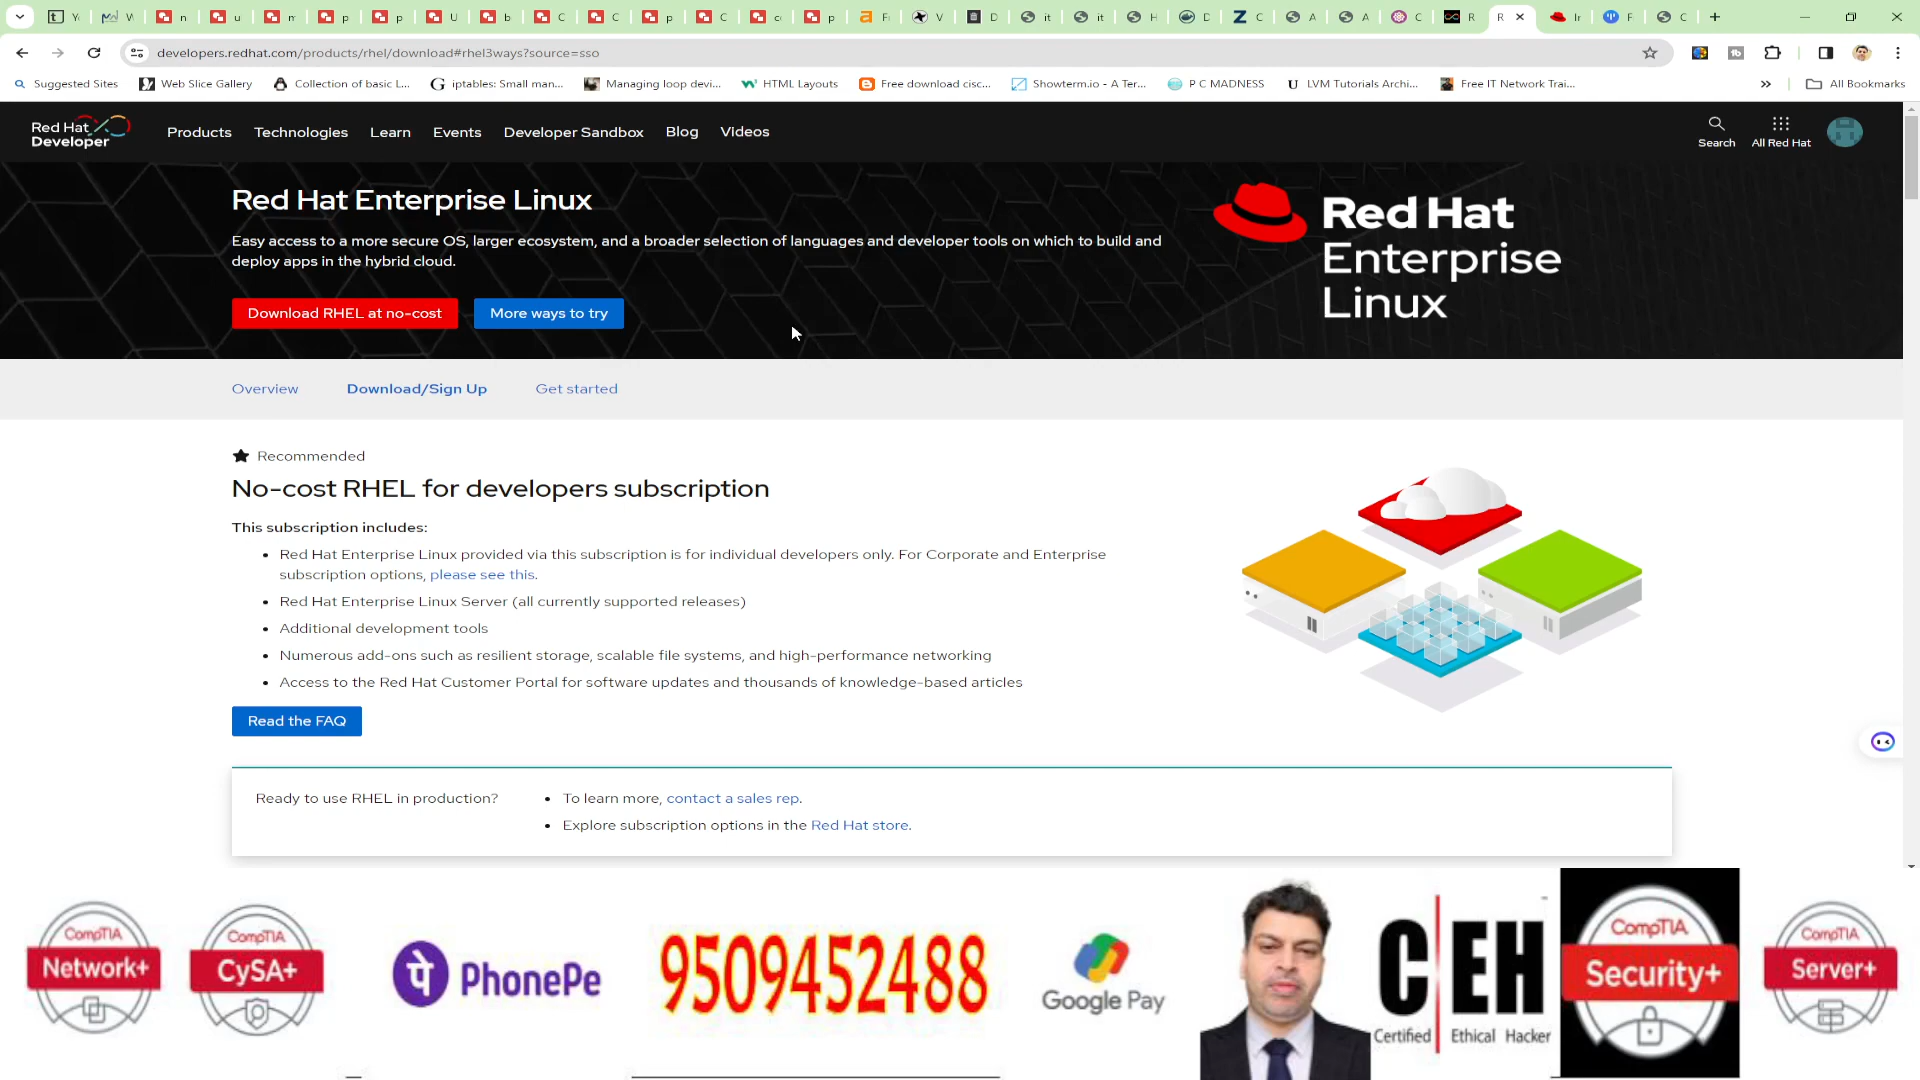 developers.redhat.com/products/rhel/download#rhel3ways?source=sso
Suggested Sites
Web Slice Gallery
Collection of basic L...
iptables: Small man...
Managing loop devi...
HTML Layouts
Free download cisc...
Showterm.io - A Ter...
P C MADNESS
LVM Tutorials Archi...
Free IT Network Trai...
All Bookmarks
Red Hat
Developer
Products
Technologies
Learn
Events
Developer Sandbox
Blog
Videos
Search
All Red Hat
Red Hat Enterprise Linux
Easy access to a more secure OS, larger ecosystem, and a broader selection of languages and developer tools on which to build and
deploy apps in the hybrid cloud.
Download RHEL at no-cost
More ways to try
Red Hat
Enterprise
Linux
Overview
Download/Sign Up
Get started
Recommended
No-cost RHEL for developers subscription
This subscription includes:
Red Hat Enterprise Linux provided via this subscription is for individual developers only. For Corporate and Enterprise
subscription options, please see this.
Red Hat Enterprise Linux Server (all currently supported releases)
Additional development tools
Numerous add-ons such as resilient storage, scalable file systems, and high-performance networking
Access to the Red Hat Customer Portal for software updates and thousands of knowledge-based articles
Read the FAQ
Ready to use RHEL in production?
To learn more, contact a sales rep.
Explore subscription options in the Red Hat store.
CompTIA
Network+
CompTIA
CySA+
पे PhonePe
9509452488
Google Pay
CEH
Certified Ethical Hacker
CompTIA
Security+
CompTIA
Server+